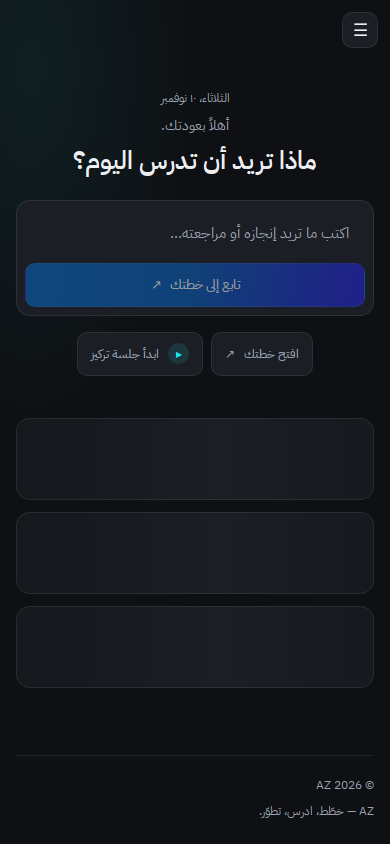 الثلاثاء، ١٠ نوفمبر
أهلاً بعودتك.
ماذا تريد أن تدرس اليوم؟
اكتب ما تريد إنجازه أو مراجعته...
تابع إلى خطتك ↗
افتح خطتك ↗
ابدأ جلسة تركيز
© 2026 AZ
AZ — خطّط، ادرس، تطوّر.